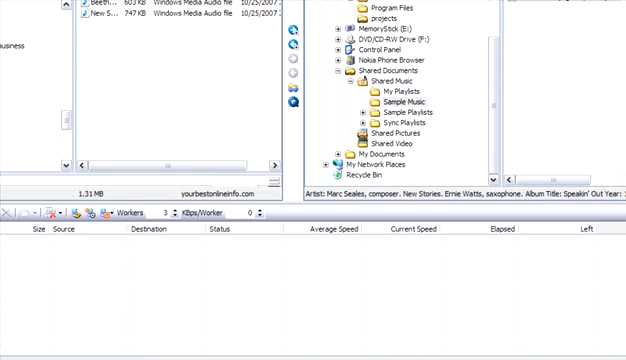 Beeth... 603 KB Windows Media Audio file 10/25/2007
New S... 747 KB Windows Media Audio file 10/25/2007
usiness
1.31 MB yourbestonlineinfo.com
Program Files
projects
MemoryStick (E:)
DVD/CD-RW Drive (F:)
Control Panel
Nokia Phone Browser
Shared Documents
Shared Music
My Playlists
Sample Music
Sample Playlists
Sync Playlists
Shared Pictures
Shared Video
My Documents
My Network Places
Recycle Bin
Artist: Marc Seales, composer. New Stories. Ernie Watts, saxophone. Album Title: Speakin' Out Year: 1
Workers 3 KBps/Worker 0
Size Source Destination Status Average Speed Current Speed Elapsed Left